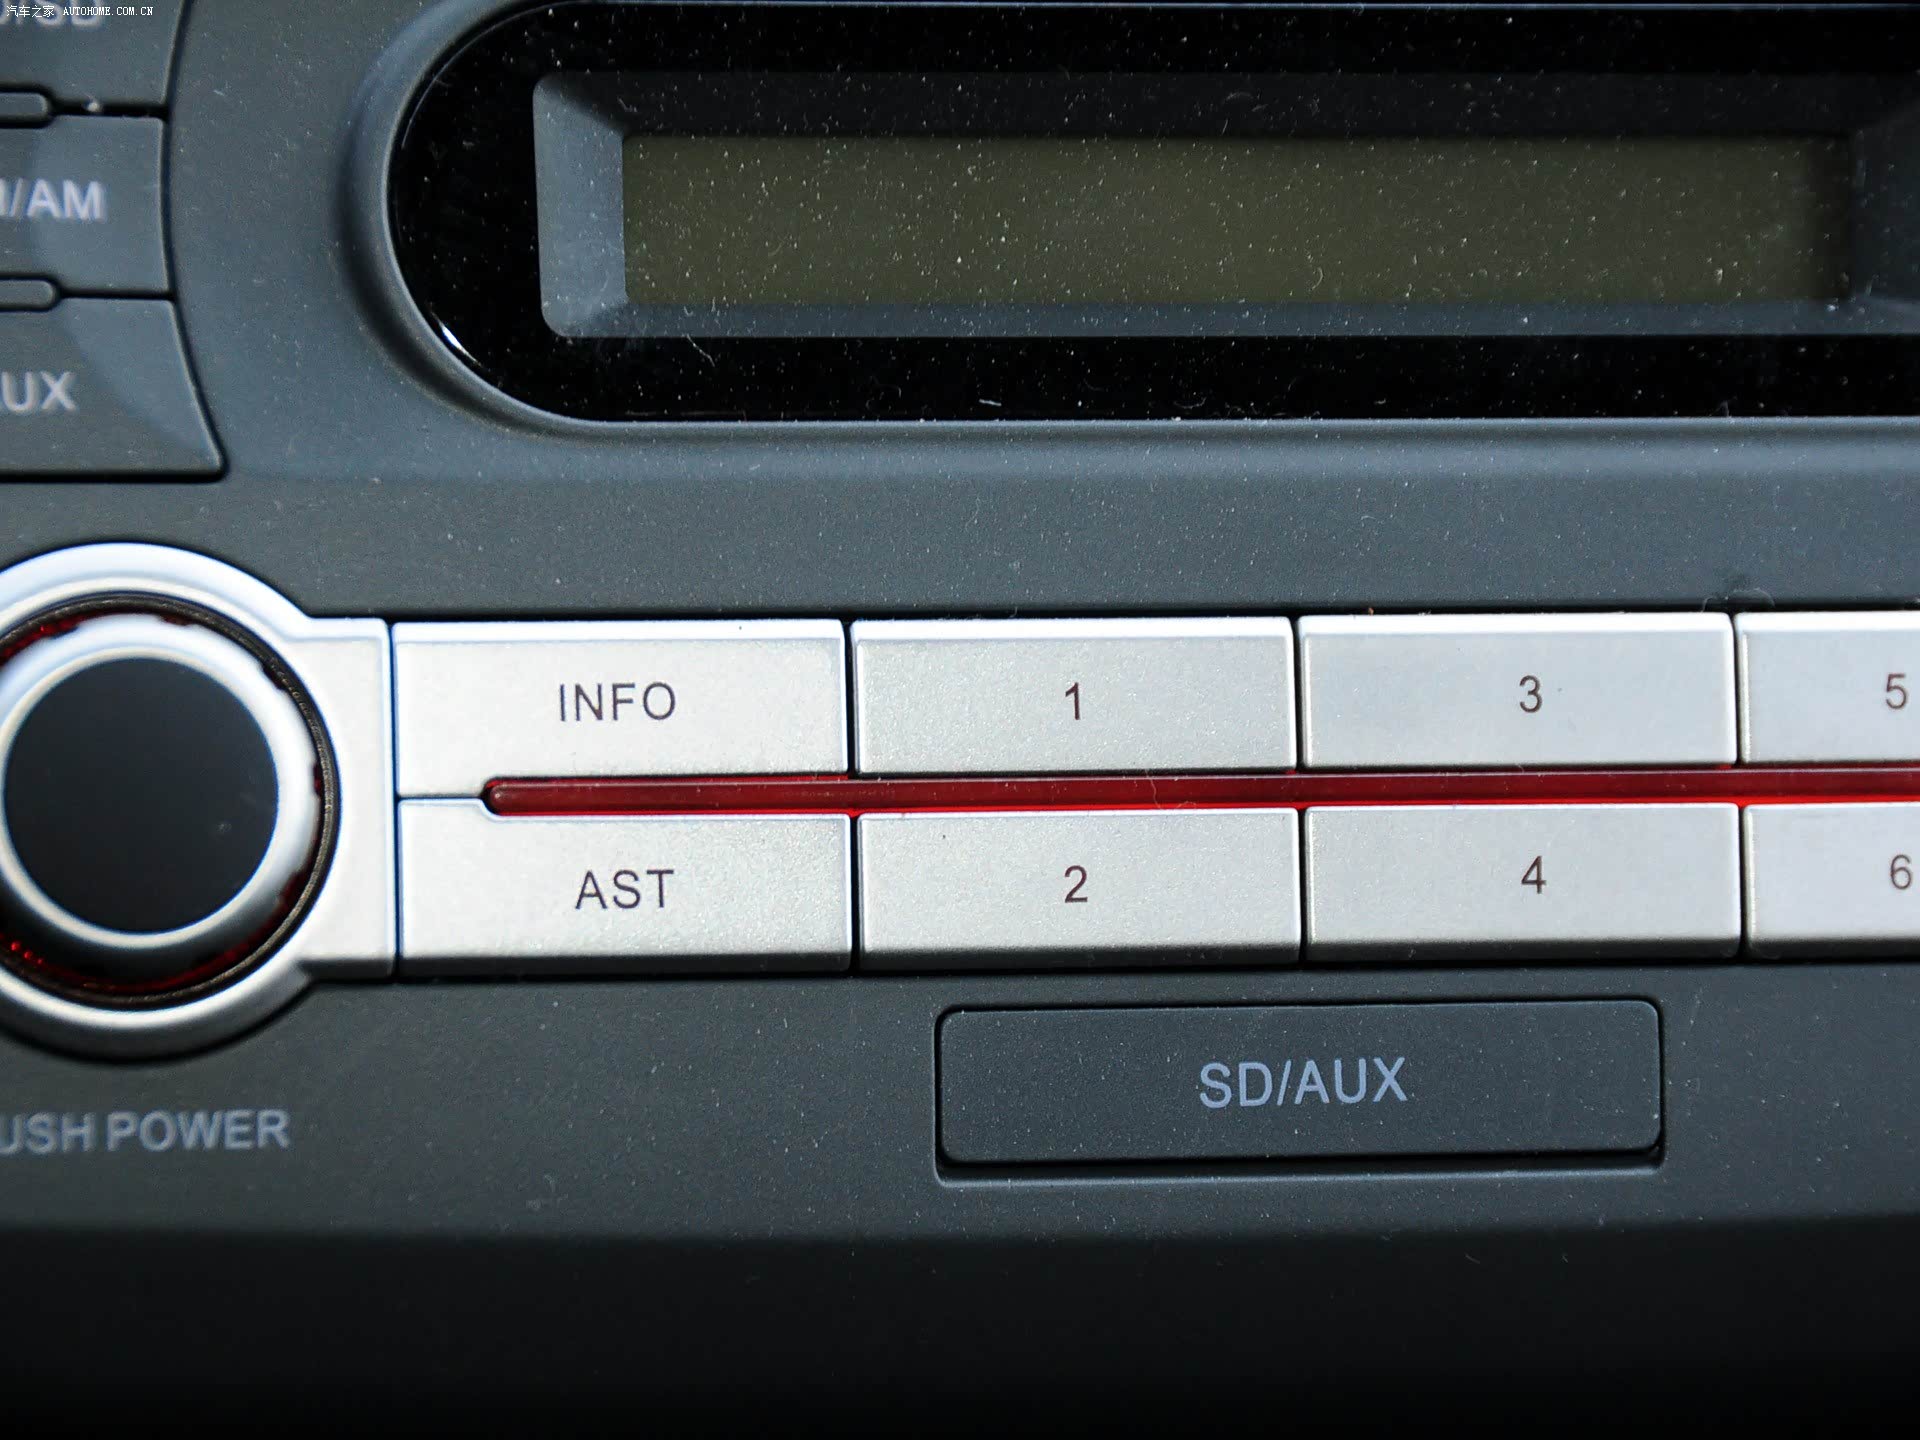 汽车之家 AUTOHOME.COM.CN
/AM
UX
INFO
1
3
5
AST
2
4
6
SD/AUX
USH POWER